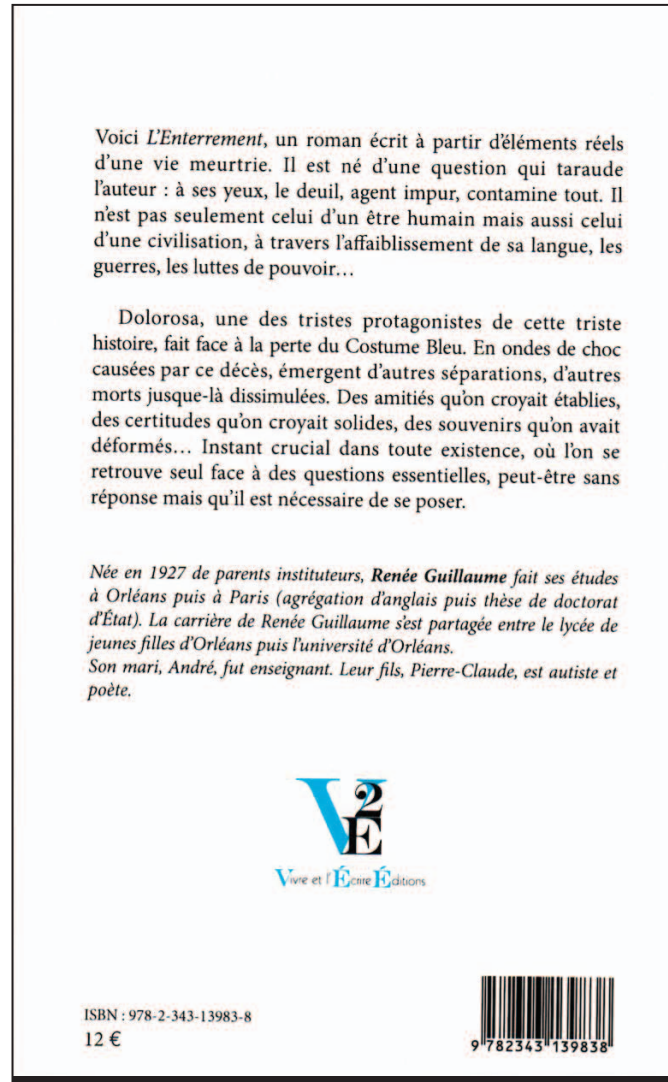 Voici L'Enterrement, un roman écrit à partir d'éléments réels
d'une vie meurtrie. Il est né d'une question qui taraude
l'auteur : à ses yeux, le deuil, agent impur, contamine tout. Il
n'est pas seulement celui d'un être humain mais aussi celui
d'une civilisation, à travers l'affaiblissement de sa langue, les
guerres, les luttes de pouvoir…
Dolorosa, une des tristes protagonistes de cette triste
histoire, fait face à la perte du Costume Bleu. En ondes de choc
causées par ce décès, émergent d'autres séparations, d'autres
morts jusque-là dissimulées. Des amitiés qu'on croyait établies,
des certitudes qu'on croyait solides, des souvenirs qu'on avait
déformés… Instant crucial dans toute existence, où l'on se
retrouve seul face à des questions essentielles, peut-être sans
réponse mais qu'il est nécessaire de se poser.
Née en 1927 de parents instituteurs, Renée Guillaume fait ses études
à Orléans puis à Paris (agrégation d'anglais puis thèse de doctorat
d'État). La carrière de Renée Guillaume s'est partagée entre le lycée de
jeunes filles d'Orléans puis l'université d'Orléans.
Son mari, André, fut enseignant. Leur fils, Pierre-Claude, est autiste et
poète.
V2E
Vivre et l'Écrire Éditions
ISBN : 978-2-343-13983-8
12 €
9 782343 139838